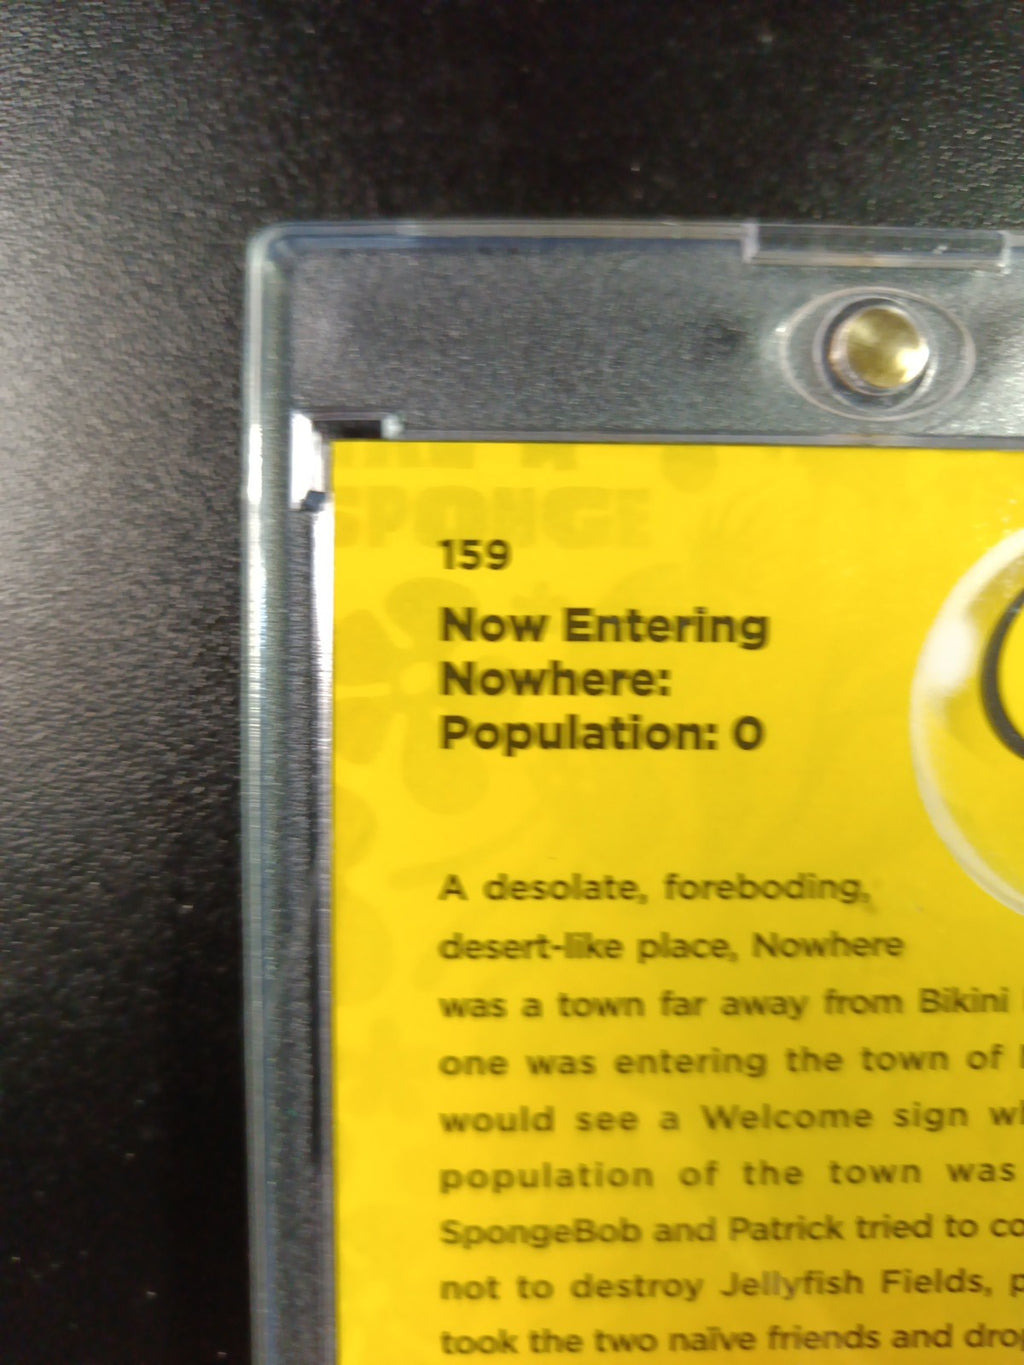 SPONGE
159
Now Entering
Nowhere:
Population: 0
A desolate, foreboding,
desert-like place, Nowhere
was a town far away from Bikini
one was entering the town of
would see a Welcome sign
population of the town was
SpongeBob and Patrick tried to
not to destroy Jellyfish Fields,
took the two naïve friends and